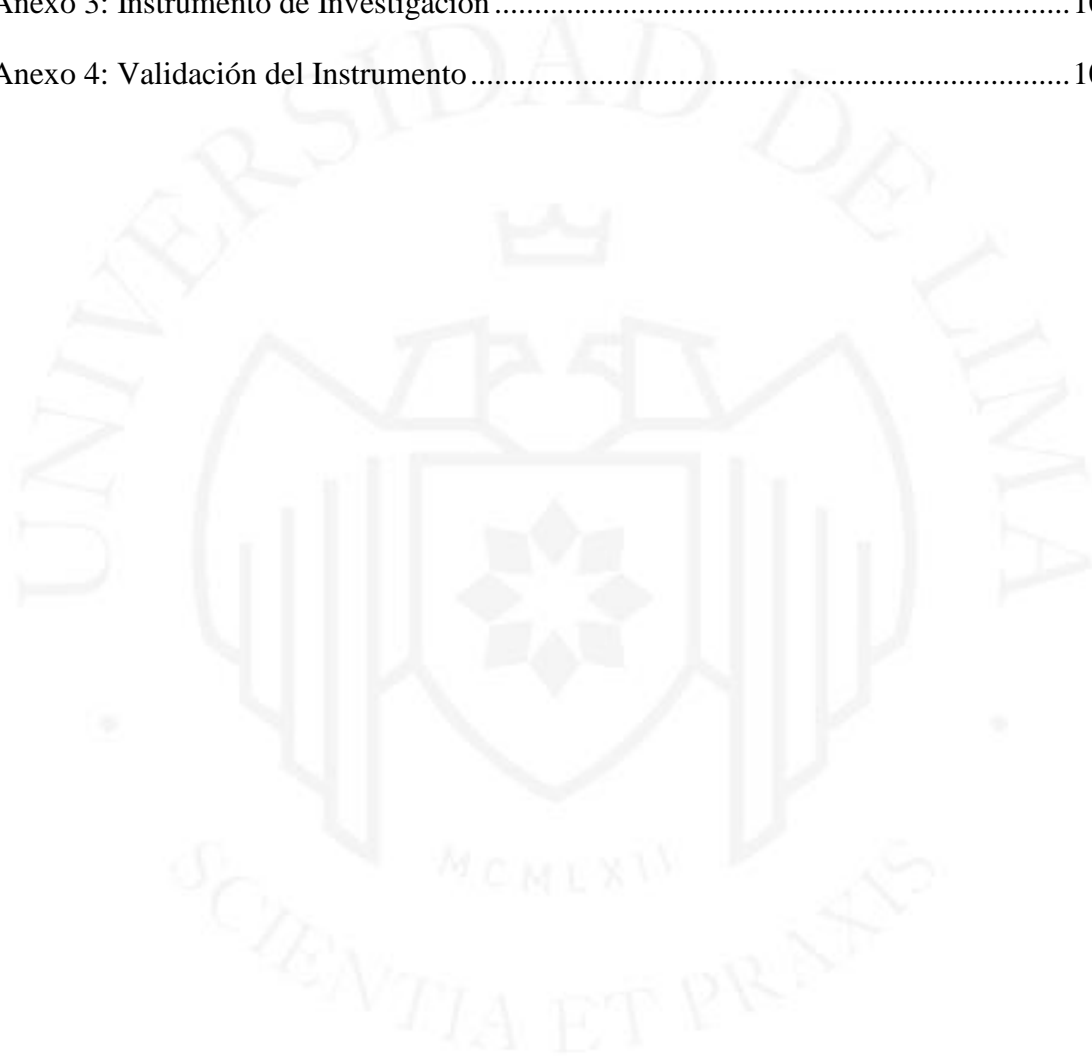 Anexo 3: Instrumento de Investigación
Anexo 4: Validación del Instrumento
UNIVERSIDAD DE LIMA
MCMLXII
SCIENTIA ET PRAXIS